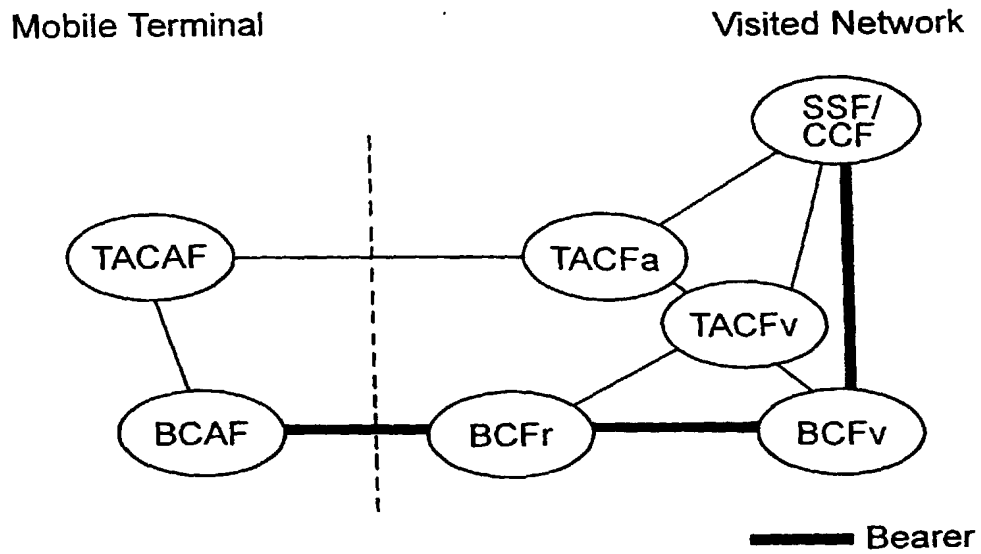 Mobile Terminal
Visited Network
SSF/
CCF
TACAF
TACFa
TACFv
BCAF
BCFr
BCFv
Bearer